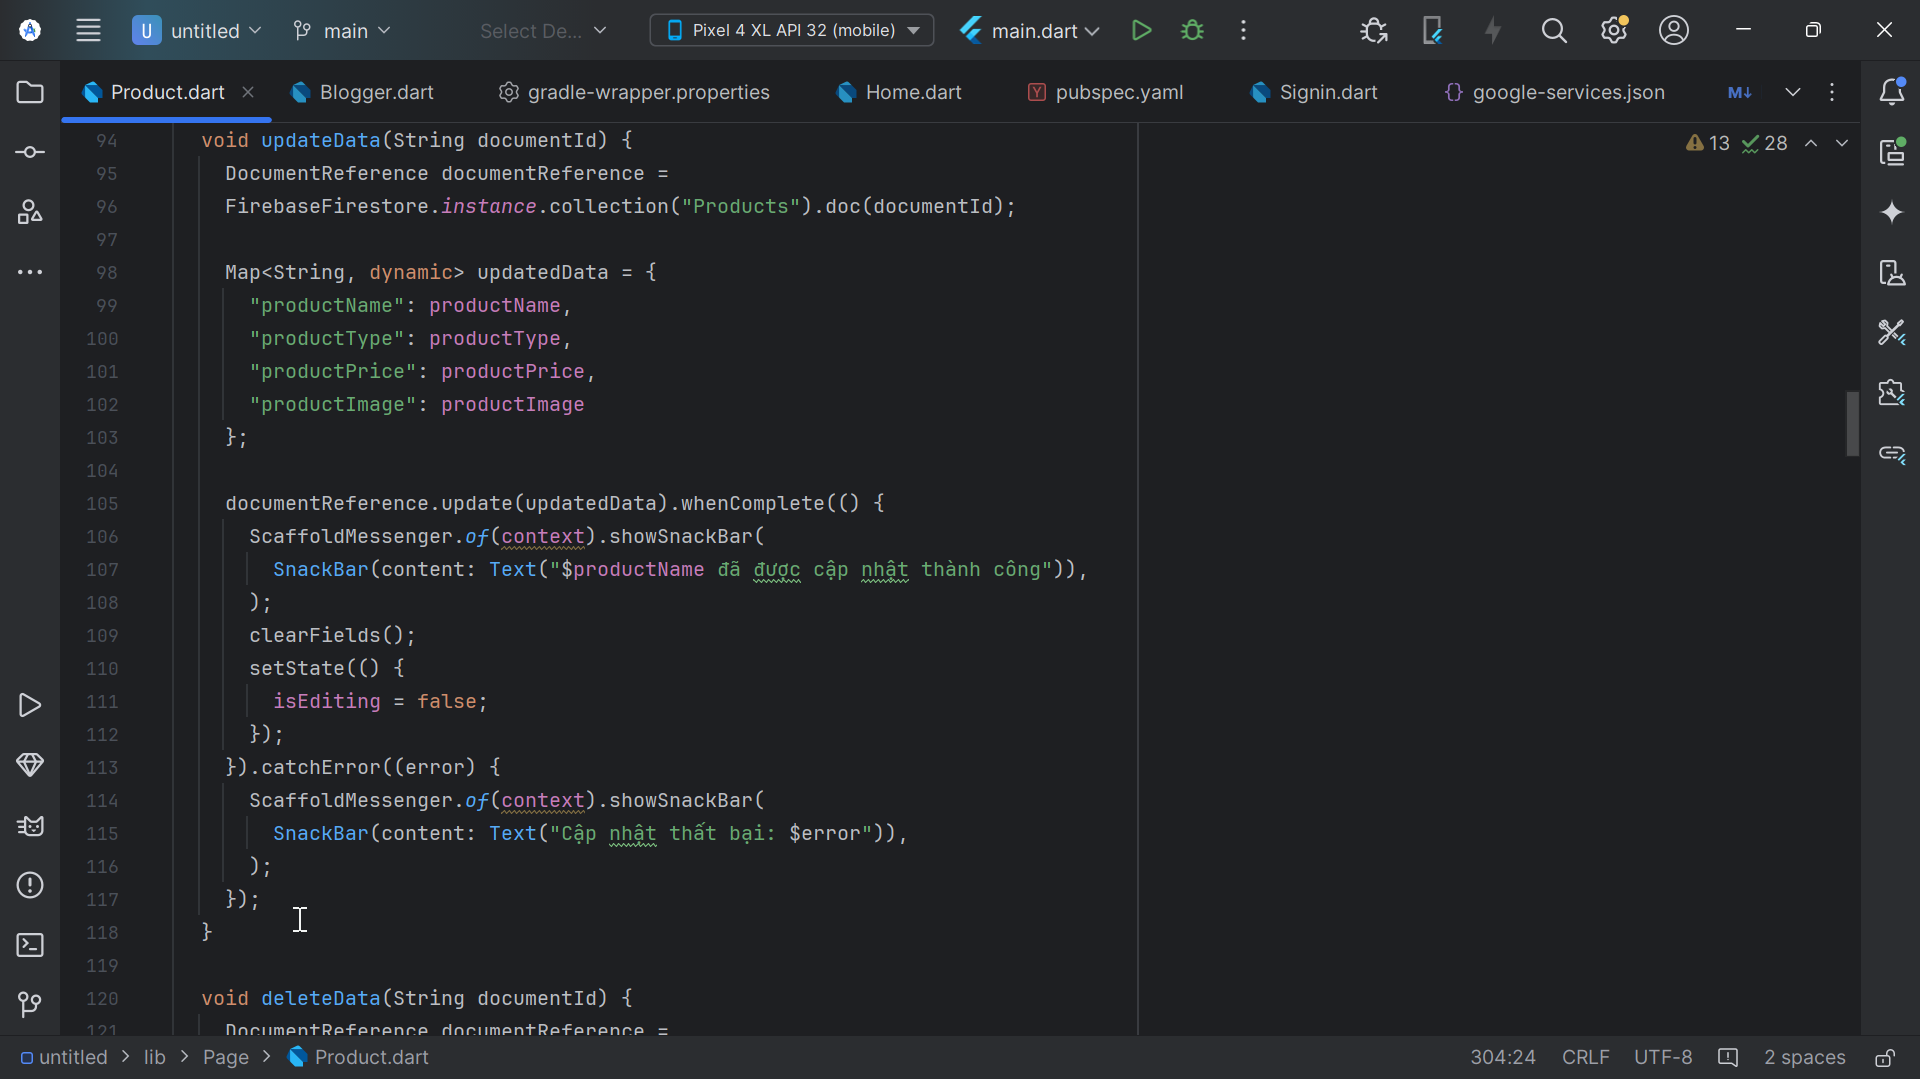 U untitled main Select De... Pixel 4 XL API 32 (mobile) main.dart
Product.dart Blogger.dart gradle-wrapper.properties Home.dart Y pubspec.yaml Signin.dart {} google-services.json M↓
13 28
94 void updateData(String documentId) {
95 DocumentReference documentReference =
96 FirebaseFirestore.instance.collection("Products").doc(documentId);
97
98 Map<String, dynamic> updatedData = {
99 "productName": productName,
100 "productType": productType,
101 "productPrice": productPrice,
102 "productImage": productImage
103 };
104
105 documentReference.update(updatedData).whenComplete(() {
106 ScaffoldMessenger.of(context).showSnackBar(
107 SnackBar(content: Text("$productName đã được cập nhật thành công")),
108 );
109 clearFields();
110 setState(() {
111 isEditing = false;
112 });
113 }).catchError((error) {
114 ScaffoldMessenger.of(context).showSnackBar(
115 SnackBar(content: Text("Cập nhật thất bại: $error")),
116 );
117 });
118 }
119
120 void deleteData(String documentId) {
121 DocumentReference documentReference =
untitled > lib > Page > Product.dart 304:24 CRLF UTF-8 2 spaces